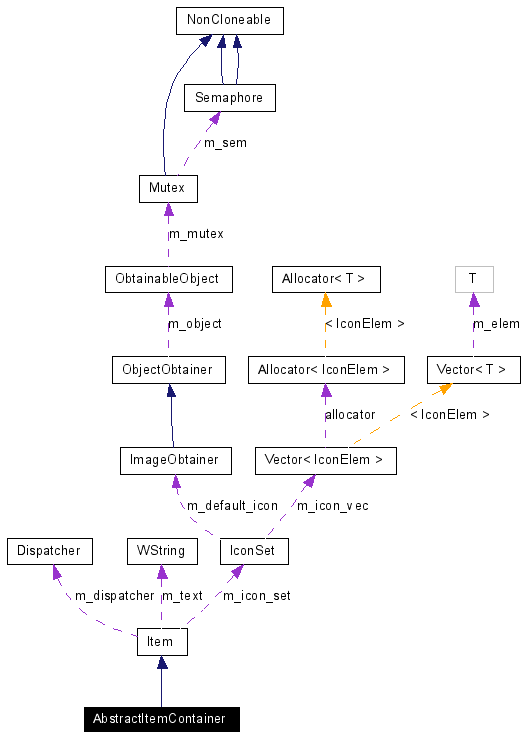 NonCloneable
Semaphore
m_sem
Mutex
m_mutex
ObtainableObject
Allocator< T >
T
m_object
< IconElem >
m_elem
ObjectObtainer
Allocator< IconElem >
Vector< T >
allocator
< IconElem >
ImageObtainer
Vector< IconElem >
m_default_icon
m_icon_vec
Dispatcher
WString
IconSet
m_dispatcher
m_text
m_icon_set
Item
AbstractItemContainer